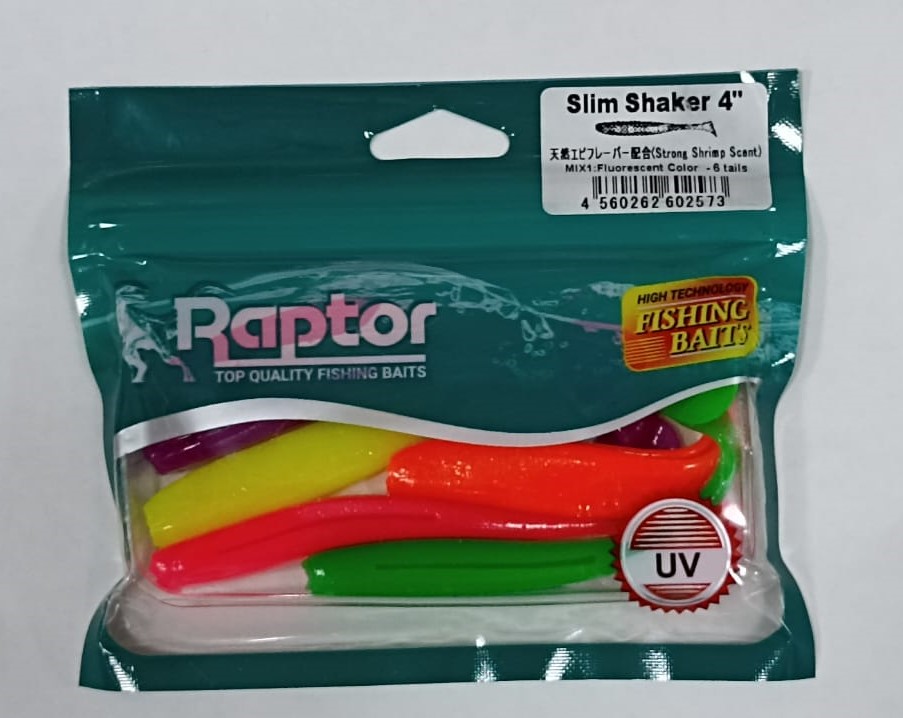 Slim Shaker 4"
天然エビフレーバー配合(Strong Shrimp Scent)
MIX1:Fluorescent Color -6 tails
4 560262 602573
Raptor
TOP QUALITY FISHING BAITS
HIGH TECHNOLOGY
FISHING
BAITS
UV